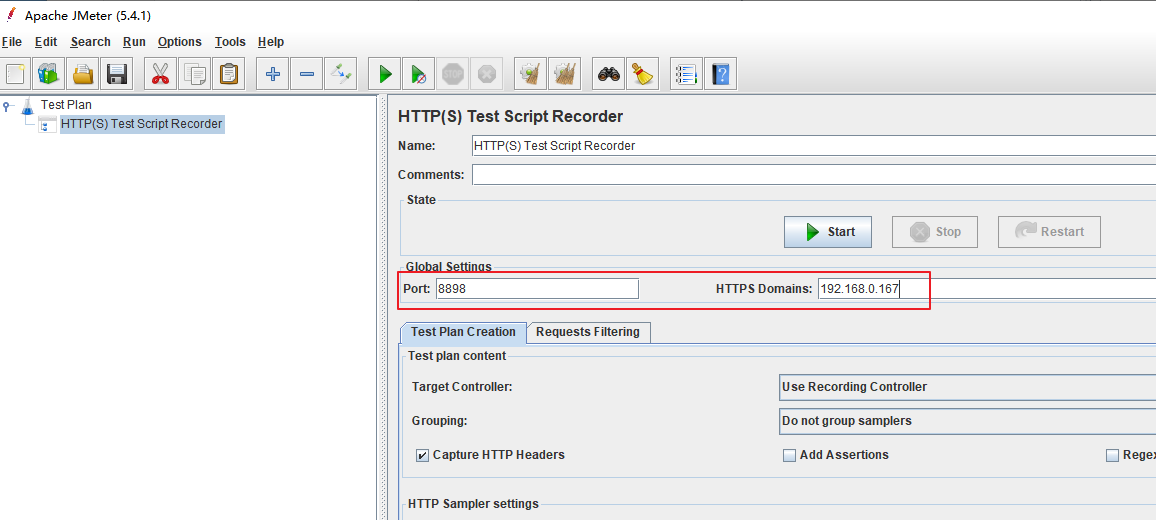 Apache JMeter (5.4.1)
File Edit Search Run Options Tools Help
STOP
?
Test Plan
HTTP(S) Test Script Recorder
HTTP(S) Test Script Recorder
Name: HTTP(S) Test Script Recorder
Comments:
State
Start Stop Restart
Global Settings
Port: 8898 HTTPS Domains: 192.168.0.167
Test Plan Creation Requests Filtering
Test plan content
Target Controller: Use Recording Controller
Grouping: Do not group samplers
Capture HTTP Headers Add Assertions Regex
HTTP Sampler settings